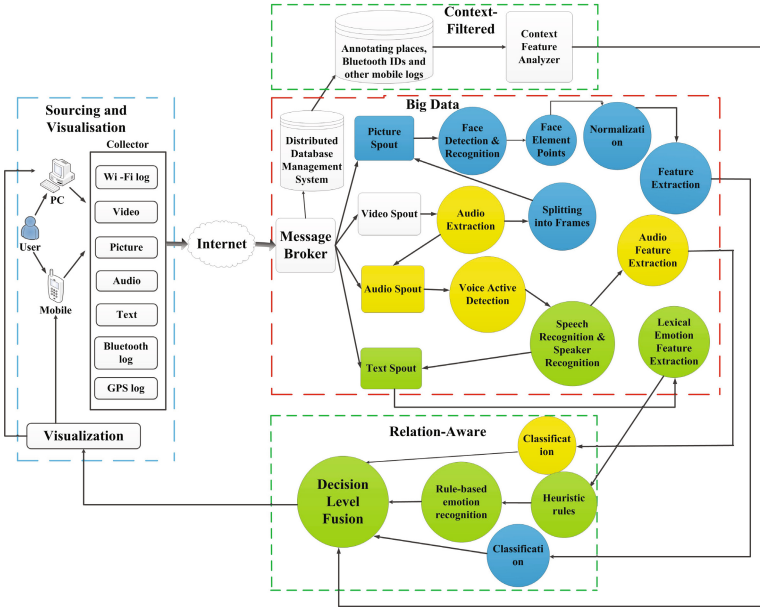 Context-
Filtered
Annotating places,
Bluetooth IDs and
other mobile logs
Context
Feature
Analyzer
Sourcing and
Visualisation
Collector
Wi -Fi log
Video
Picture
Audio
Text
Bluetooth
log
GPS log
PC
User
Mobile
Visualization
Internet
Big Data
Distributed
Database
Management
System
Message
Broker
Picture
Spout
Face
Detection &
Recognition
Face
Element
Points
Normalizati
on
Feature
Extraction
Video Spout
Audio
Extraction
Splitting
into Frames
Audio
Feature
Extraction
Audio Spout
Voice Active
Detection
Speech
Recognition &
Speaker
Recognition
Lexical
Emotion
Feature
Extraction
Text Spout
Relation-Aware
Classificat
ion
Decision
Level
Fusion
Rule-based
emotion
recognition
Heuristic
rules
Classificati
on